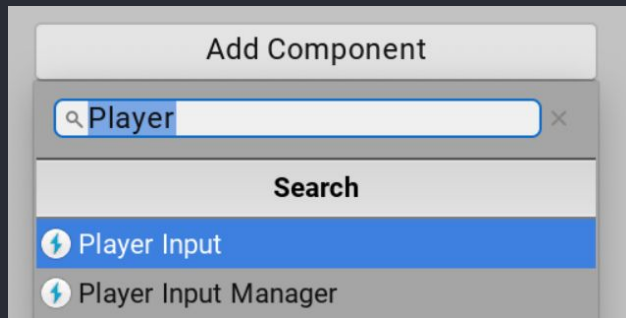 Add Component
Player
Search
Player Input
Player Input Manager